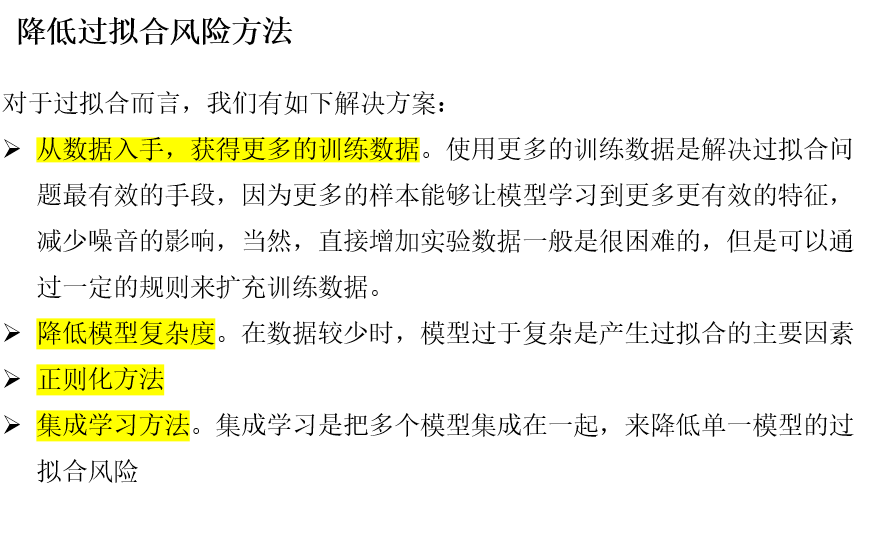 降低过拟合风险方法
对于过拟合而言，我们有如下解决方案：
➢ 从数据入手，获得更多的训练数据。使用更多的训练数据是解决过拟合问
题最有效的手段，因为更多的样本能够让模型学习到更多更有效的特征，
减少噪音的影响，当然，直接增加实验数据一般是很困难的，但是可以通
过一定的规则来扩充训练数据。
➢ 降低模型复杂度。在数据较少时，模型过于复杂是产生过拟合的主要因素
➢ 正则化方法
➢ 集成学习方法。集成学习是把多个模型集成在一起，来降低单一模型的过
拟合风险